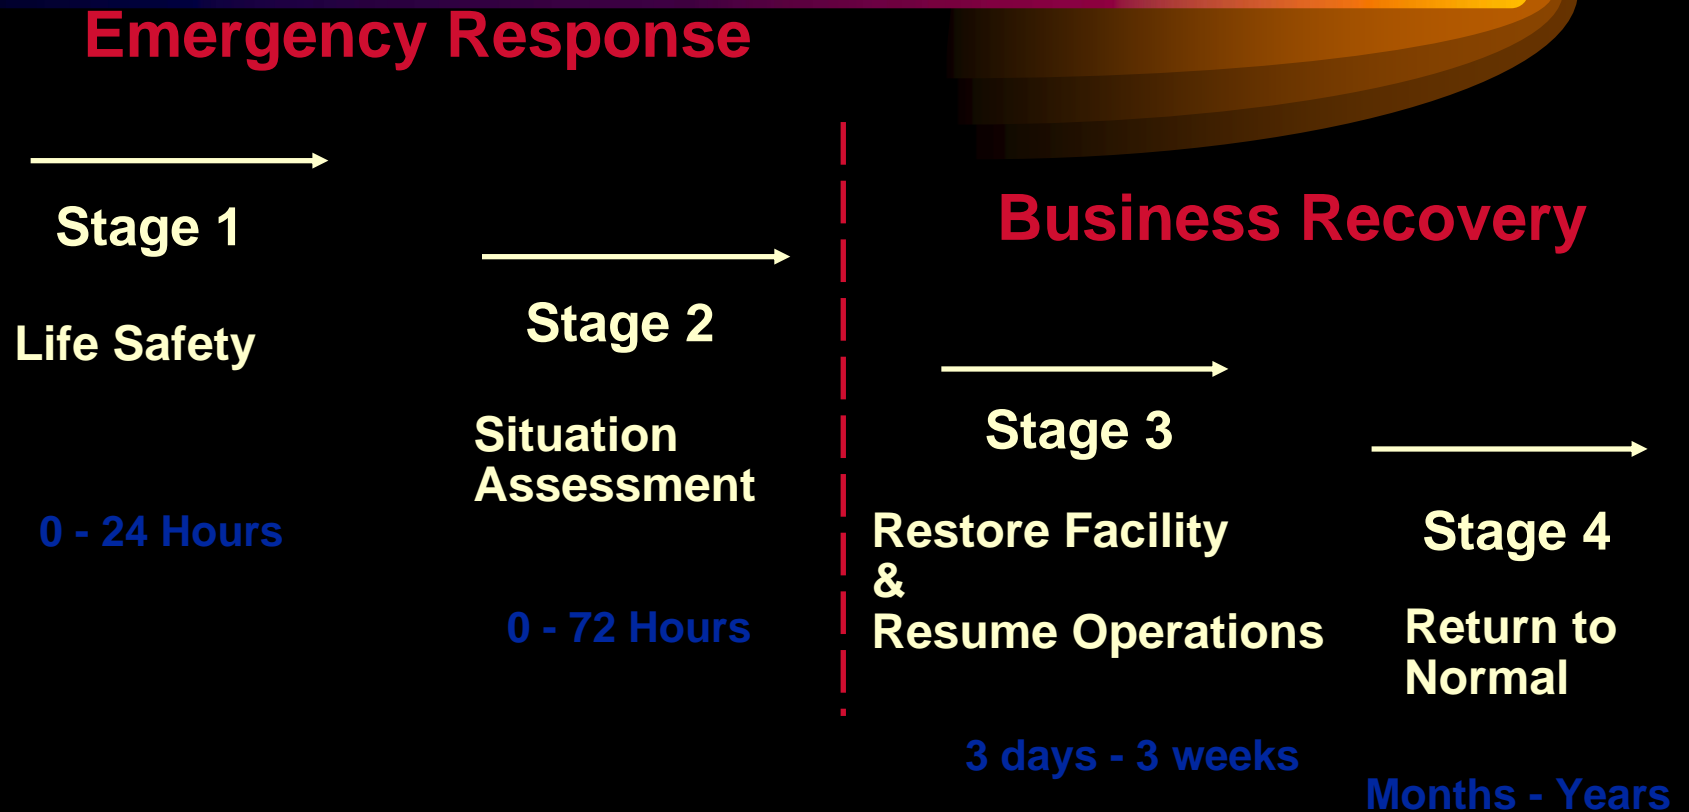 Emergency Response
Stage 1
Life Safety
0 - 24 Hours
Stage 2
Situation
Assessment
0 - 72 Hours
Business Recovery
Stage 3
Restore Facility
&
Resume Operations
3 days - 3 weeks
Stage 4
Return to
Normal
Months - Years